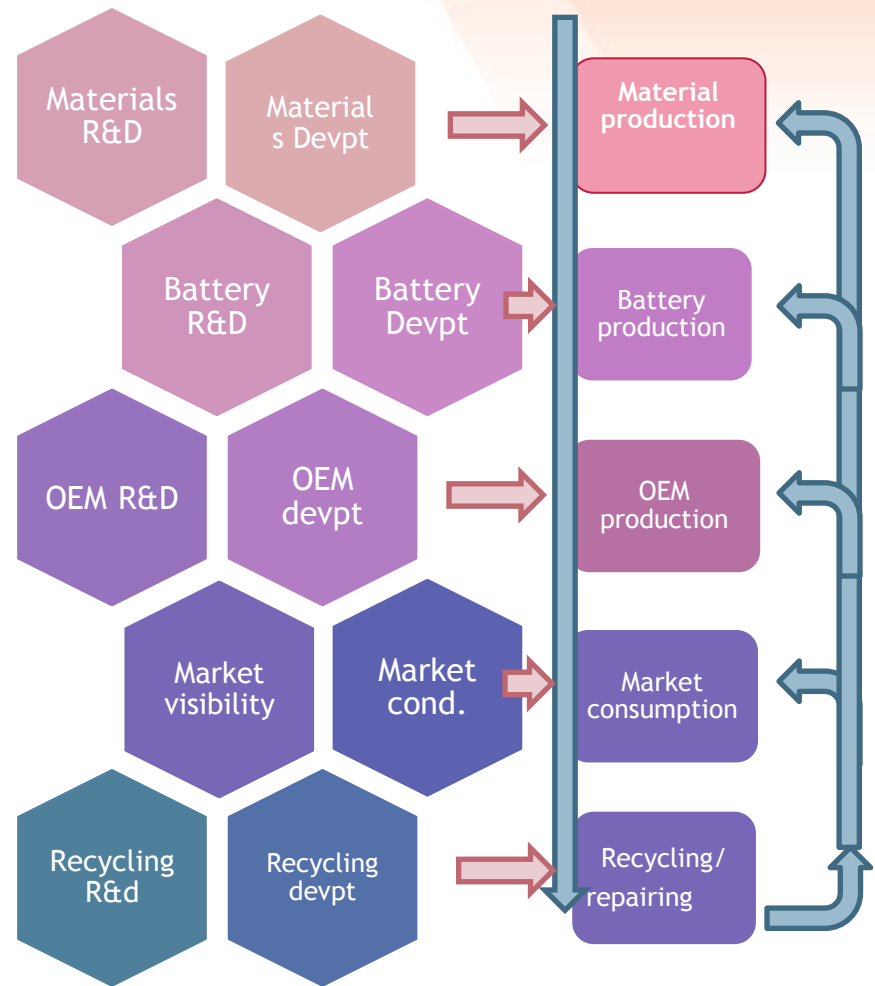 Materials
R&D
Material
s Devpt
Material
production
Battery
R&D
Battery
Devpt
Battery
production
OEM R&D
OEM
devpt
OEM
production
Market
visibility
Market
cond.
Market
consumption
Recycling
R&d
Recycling
devpt
Recycling/
repairing